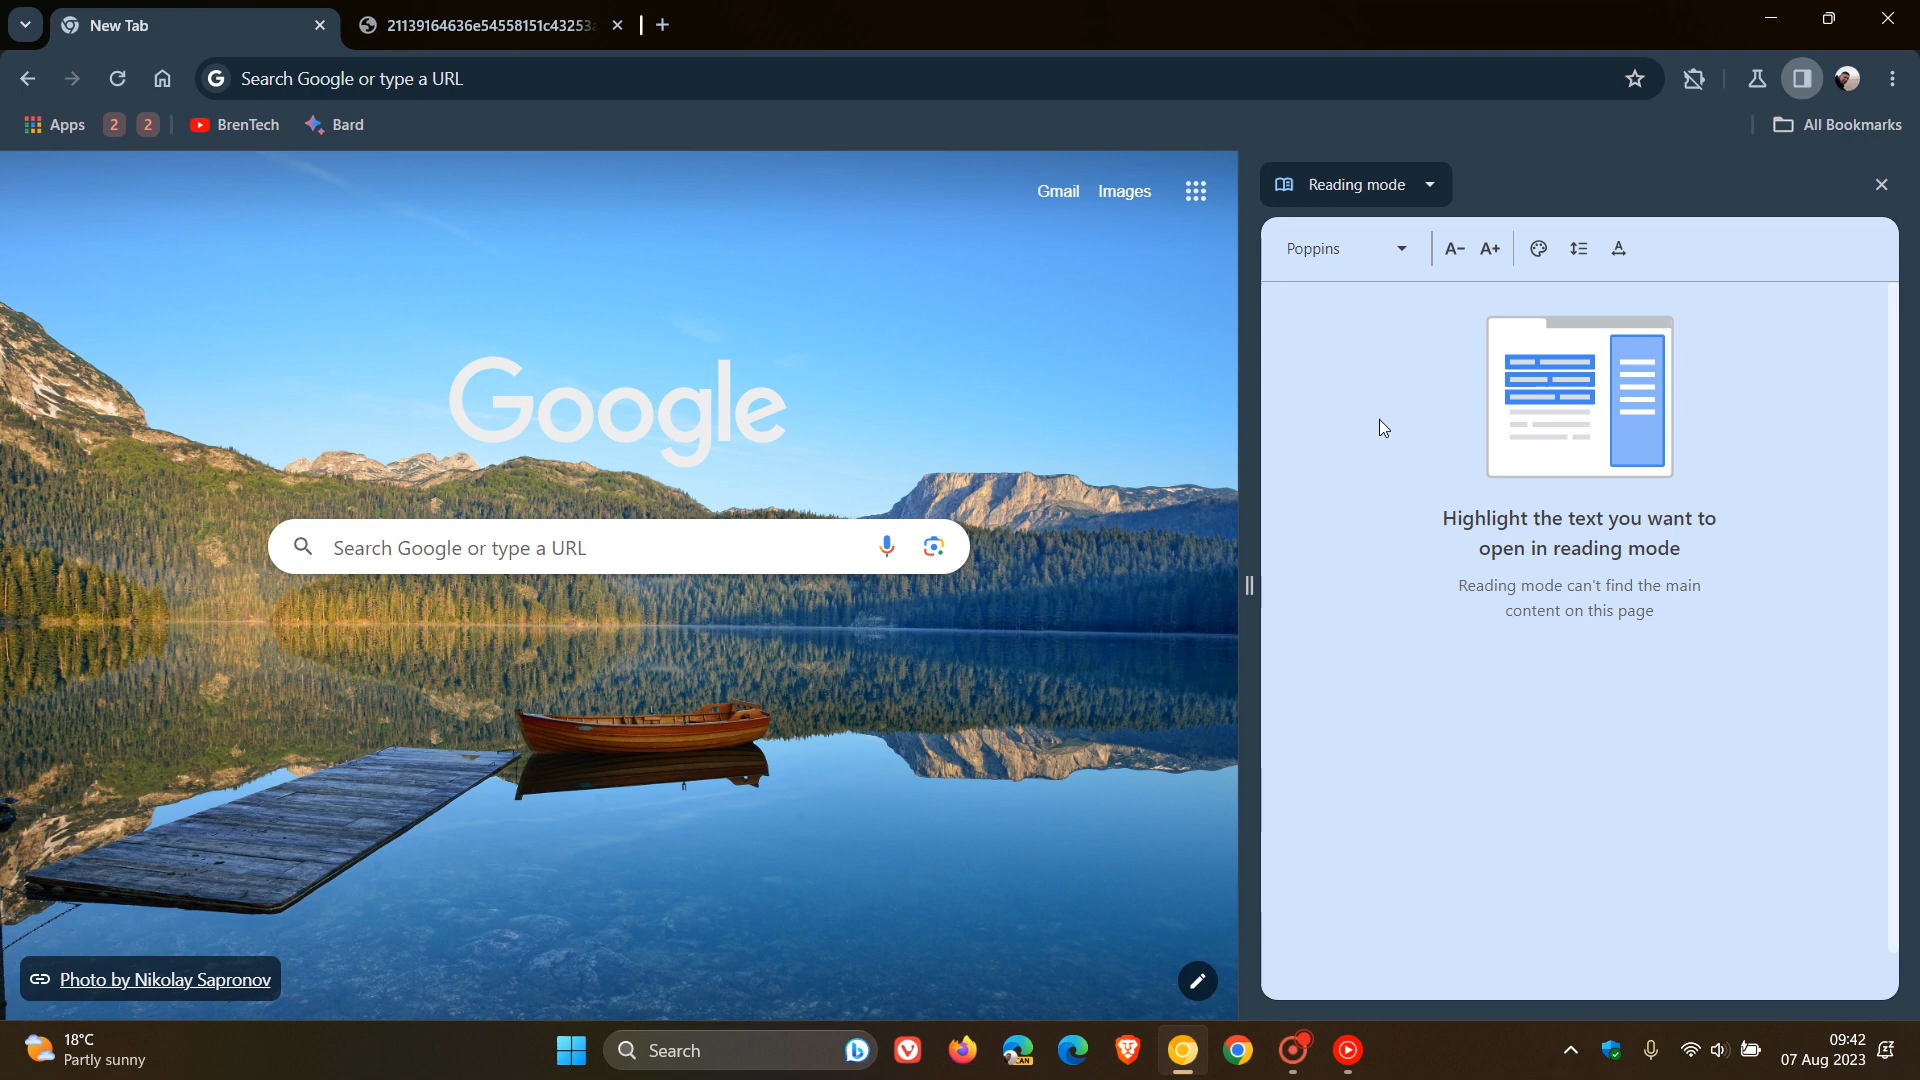 New Tab
21139164636e54558151c43253
Search Google or type a URL
Apps 2 2 BrenTech Bard All Bookmarks
Gmail Images
Google
Search Google or type a URL
Photo by Nikolay Sapronov
Reading mode
Poppins A- A+
Highlight the text you want to
open in reading mode
Reading mode can't find the main
content on this page
18°C
Partly sunny
Search
CAN
09:42
07 Aug 2023